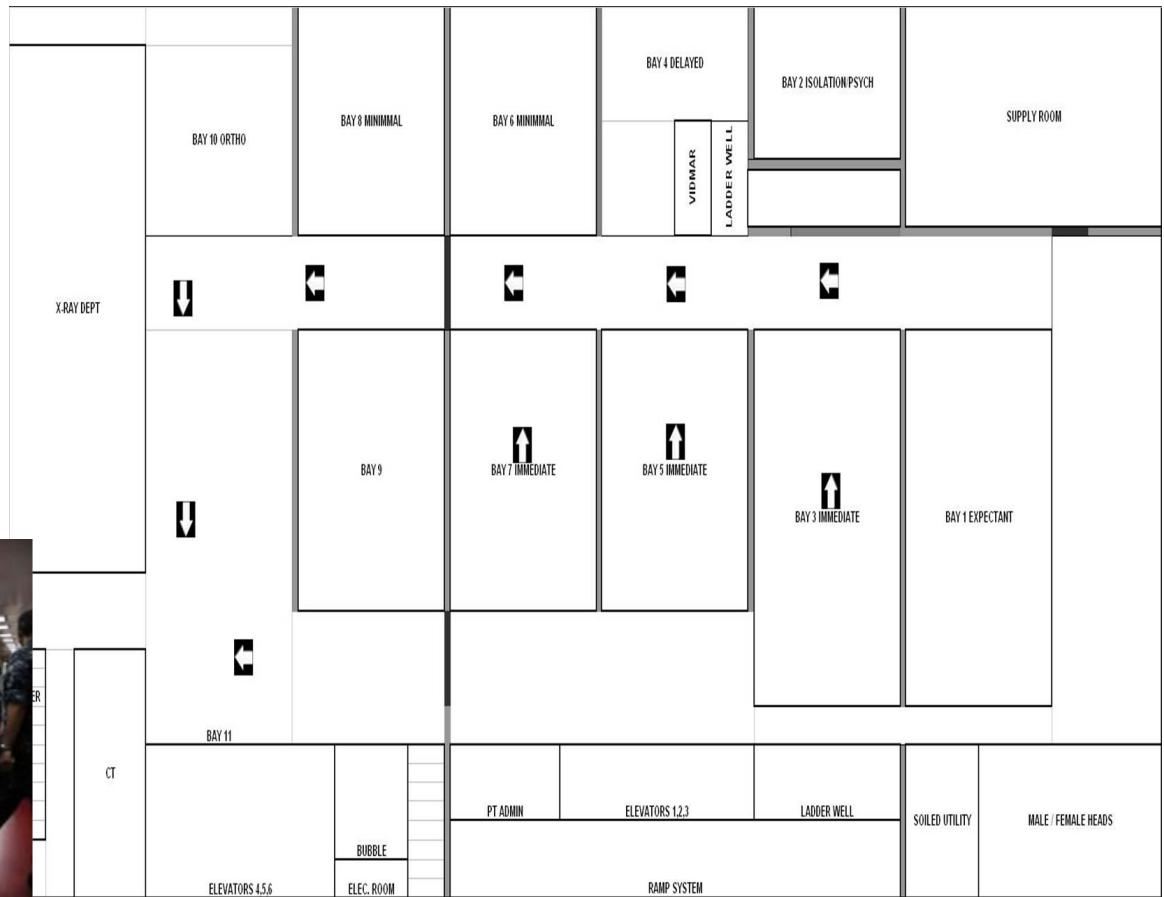 BAY 4 DELAYED
BAY 2 ISOLATION/PSYCH
SUPPLY ROOM
BAY 8 MINIMMAL
BAY 6 MINIMMAL
BAY 10 ORTHO
VIDMAR
LADDER WELL
X-RAY DEPT
BAY 9
BAY 7 IMMEDIATE
BAY 5 IMMEDIATE
BAY 3 IMMEDIATE
BAY 1 EXPECTANT
BAY 11
CT
PT ADMIN
ELEVATORS 1,2,3
LADDER WELL
SOILED UTILITY
MALE / FEMALE HEADS
BUBBLE
ELEVATORS 4,5,6
ELEC. ROOM
RAMP SYSTEM